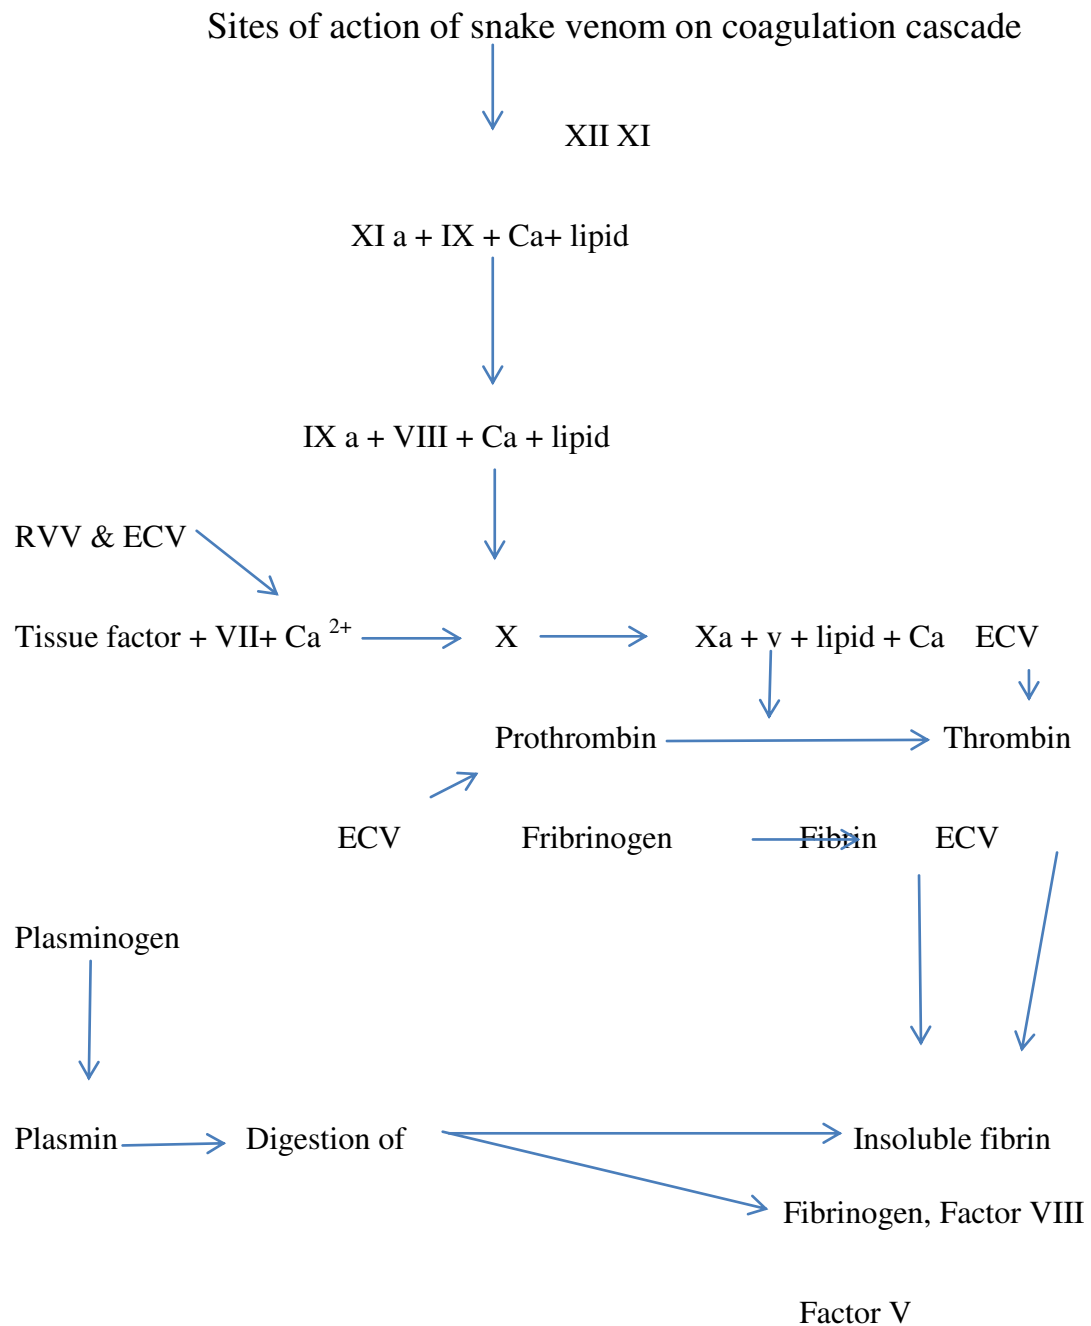 Sites of action of snake venom on coagulation cascade
XII XI
XI a + IX + Ca+ lipid
IX a + VIII + Ca + lipid
RVV & ECV
Tissue factor + VII+ Ca 2+ X Xa + v + lipid + Ca ECV
Prothrombin Thrombin
ECV Fribrinogen Fibrin ECV
Plasminogen
Plasmin Digestion of Insoluble fibrin
Fibrinogen, Factor VIII
Factor V